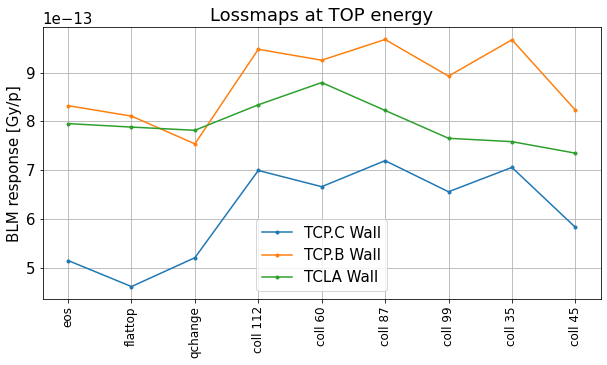 Lossmaps at TOP energy
1e−13
BLM response [Gy/p]
9
8
7
6
5
TCP.C Wall
TCP.B Wall
TCLA Wall
eos
flattop
qchange
coll 112
coll 60
coll 87
coll 99
coll 35
coll 45